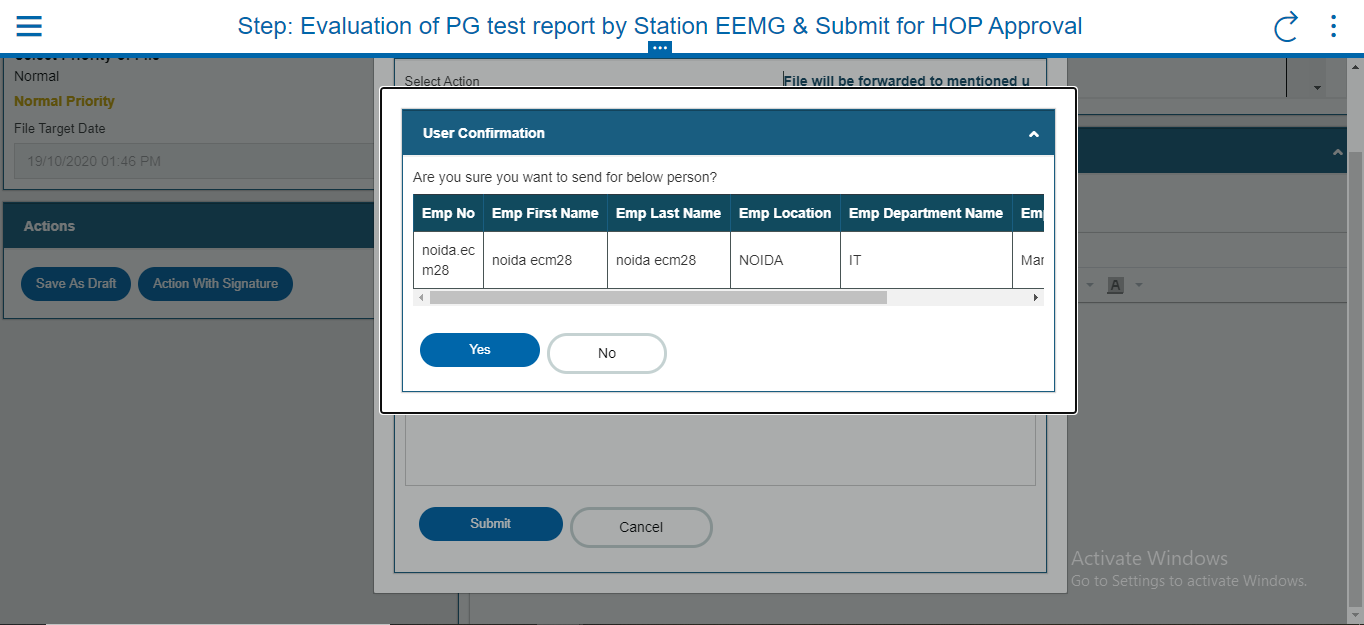 Step: Evaluation of PG test report by Station EEMG & Submit for HOP Approval
Normal
Normal Priority
File Target Date
19/10/2020 01:46 PM
Actions
Save As Draft
Action With Signature
Select Action
File will be forwarded to mentioned u
User Confirmation
Are you sure you want to send for below person?
Emp No Emp First Name Emp Last Name Emp Location Emp Department Name Em
noida.ec
m28
noida ecm28 noida ecm28 NOIDA IT Mar
Yes No
Submit Cancel
A
Activate Windows
Go to Settings to activate Windows.